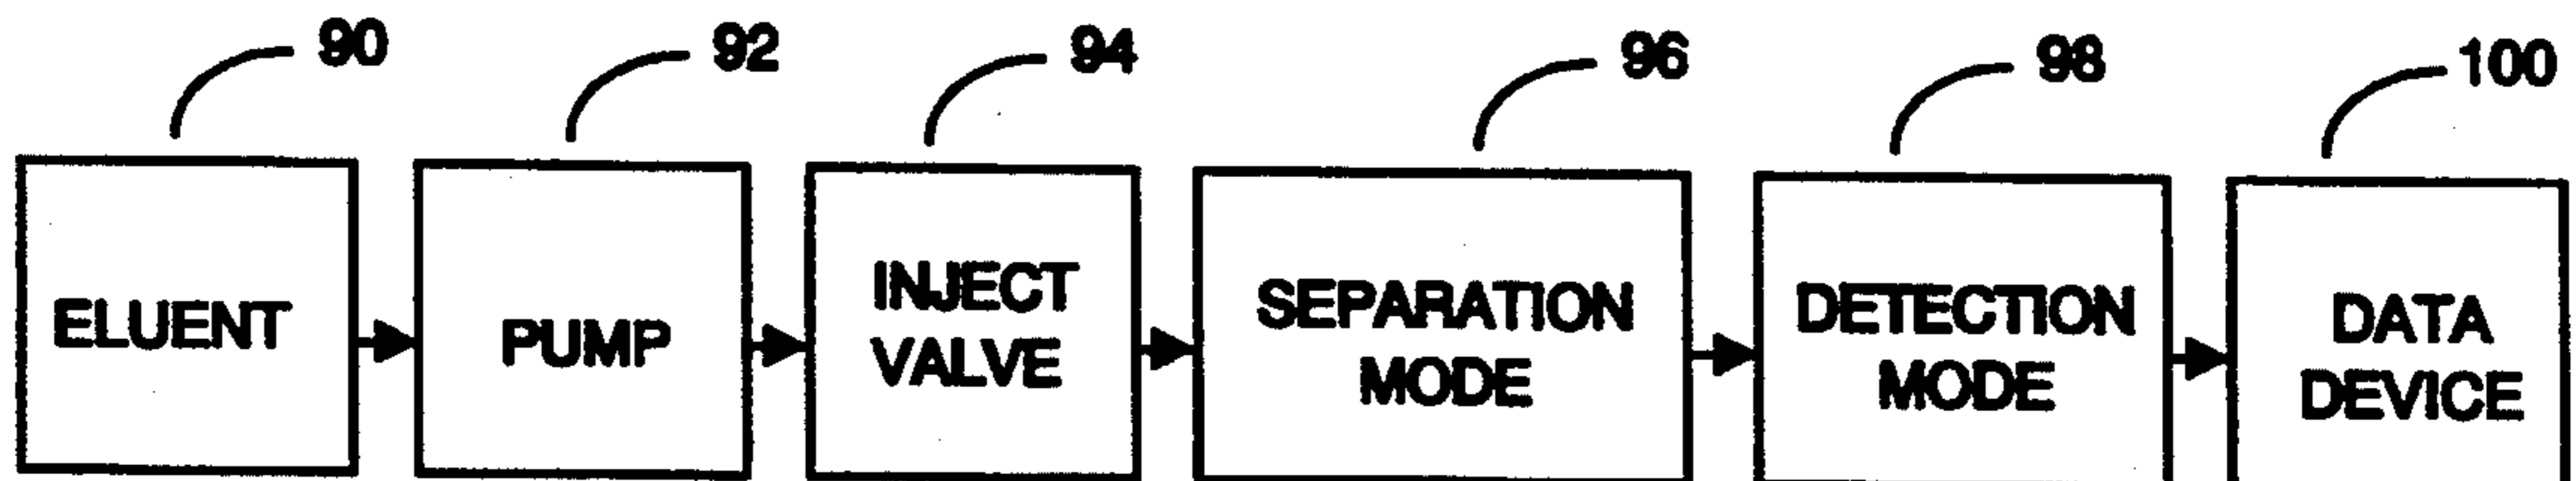 90 92 94 96 98 100
ELUENT
PUMP
INJECT
VALVE
SEPARATION
MODE
DETECTION
MODE
DATA
DEVICE